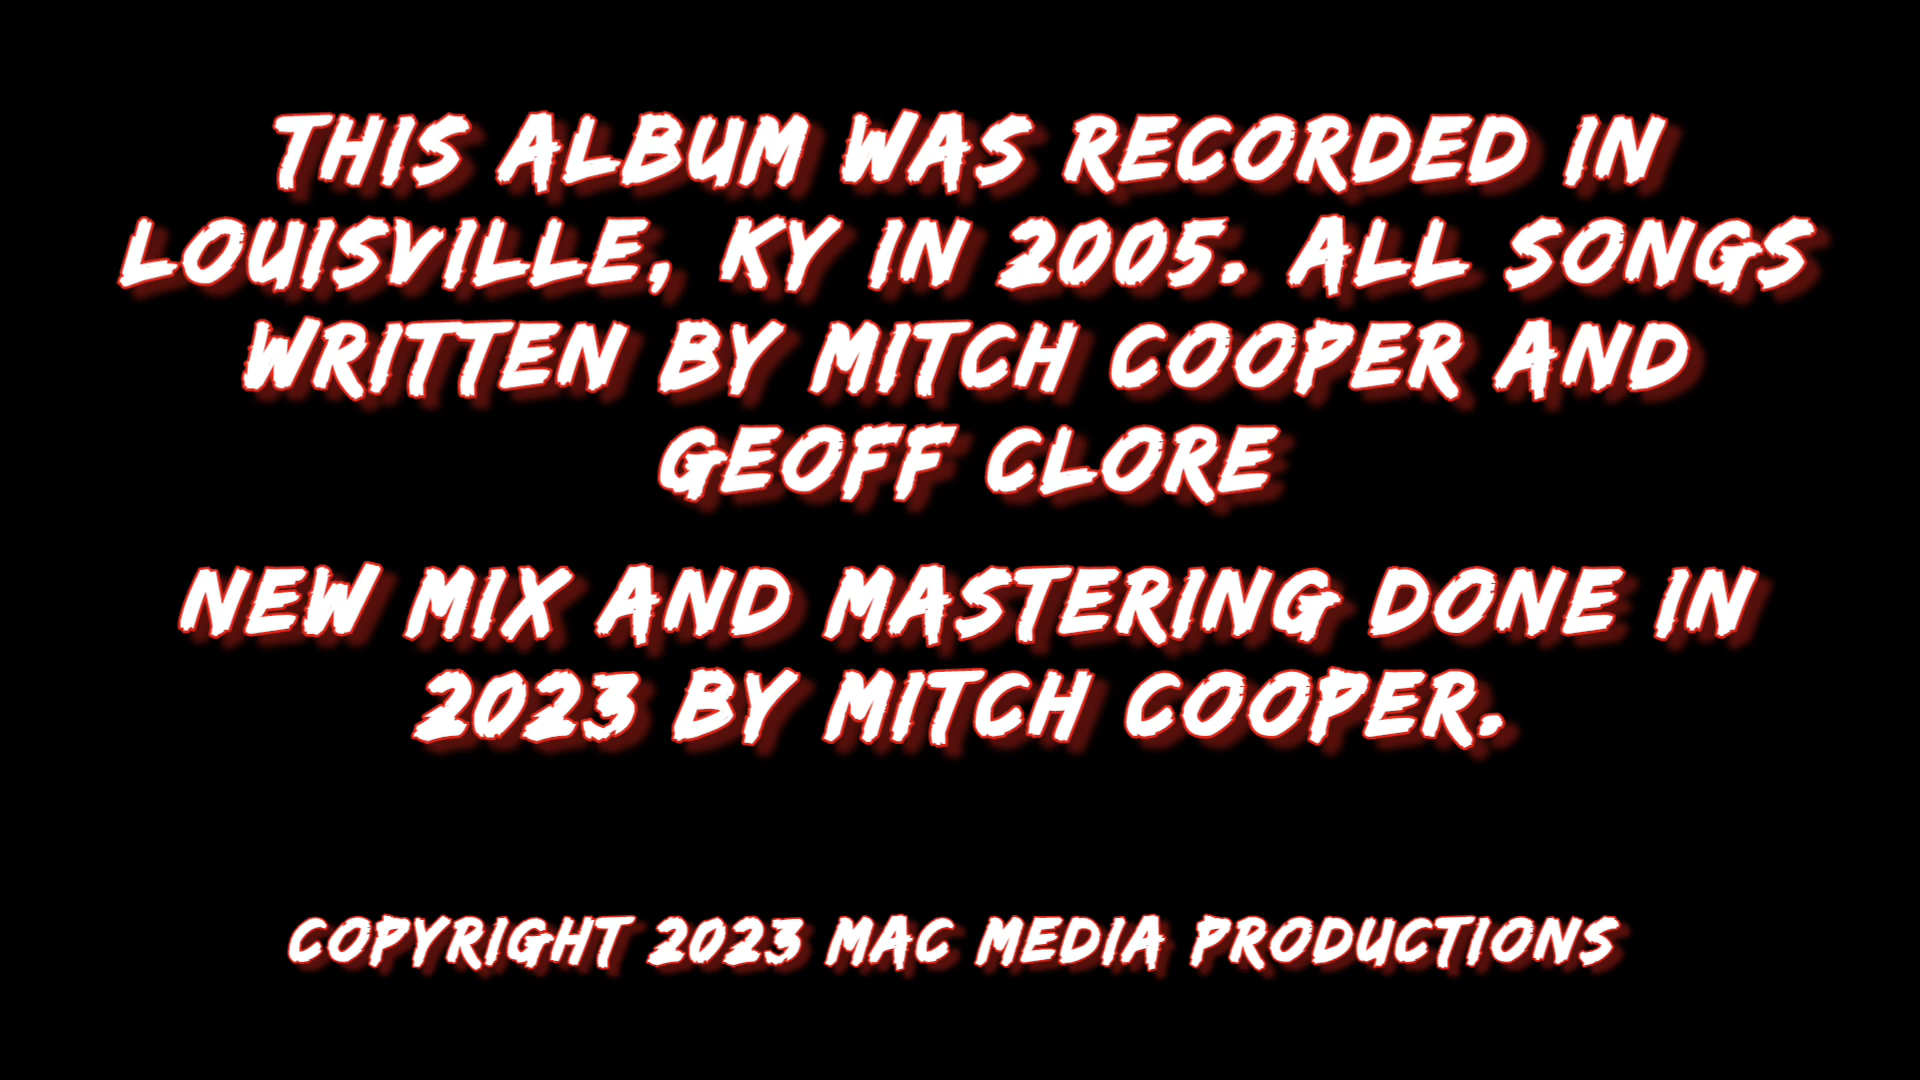 THIS ALBUM WAS RECORDED IN
LOUISVILLE, KY IN 2005. ALL SONGS
WRITTEN BY MITCH COOPER AND
GEOFF CLORE
NEW MIX AND MASTERING DONE IN
2023 BY MITCH COOPER.
COPYRIGHT 2023 MAC MEDIA PRODUCTIONS